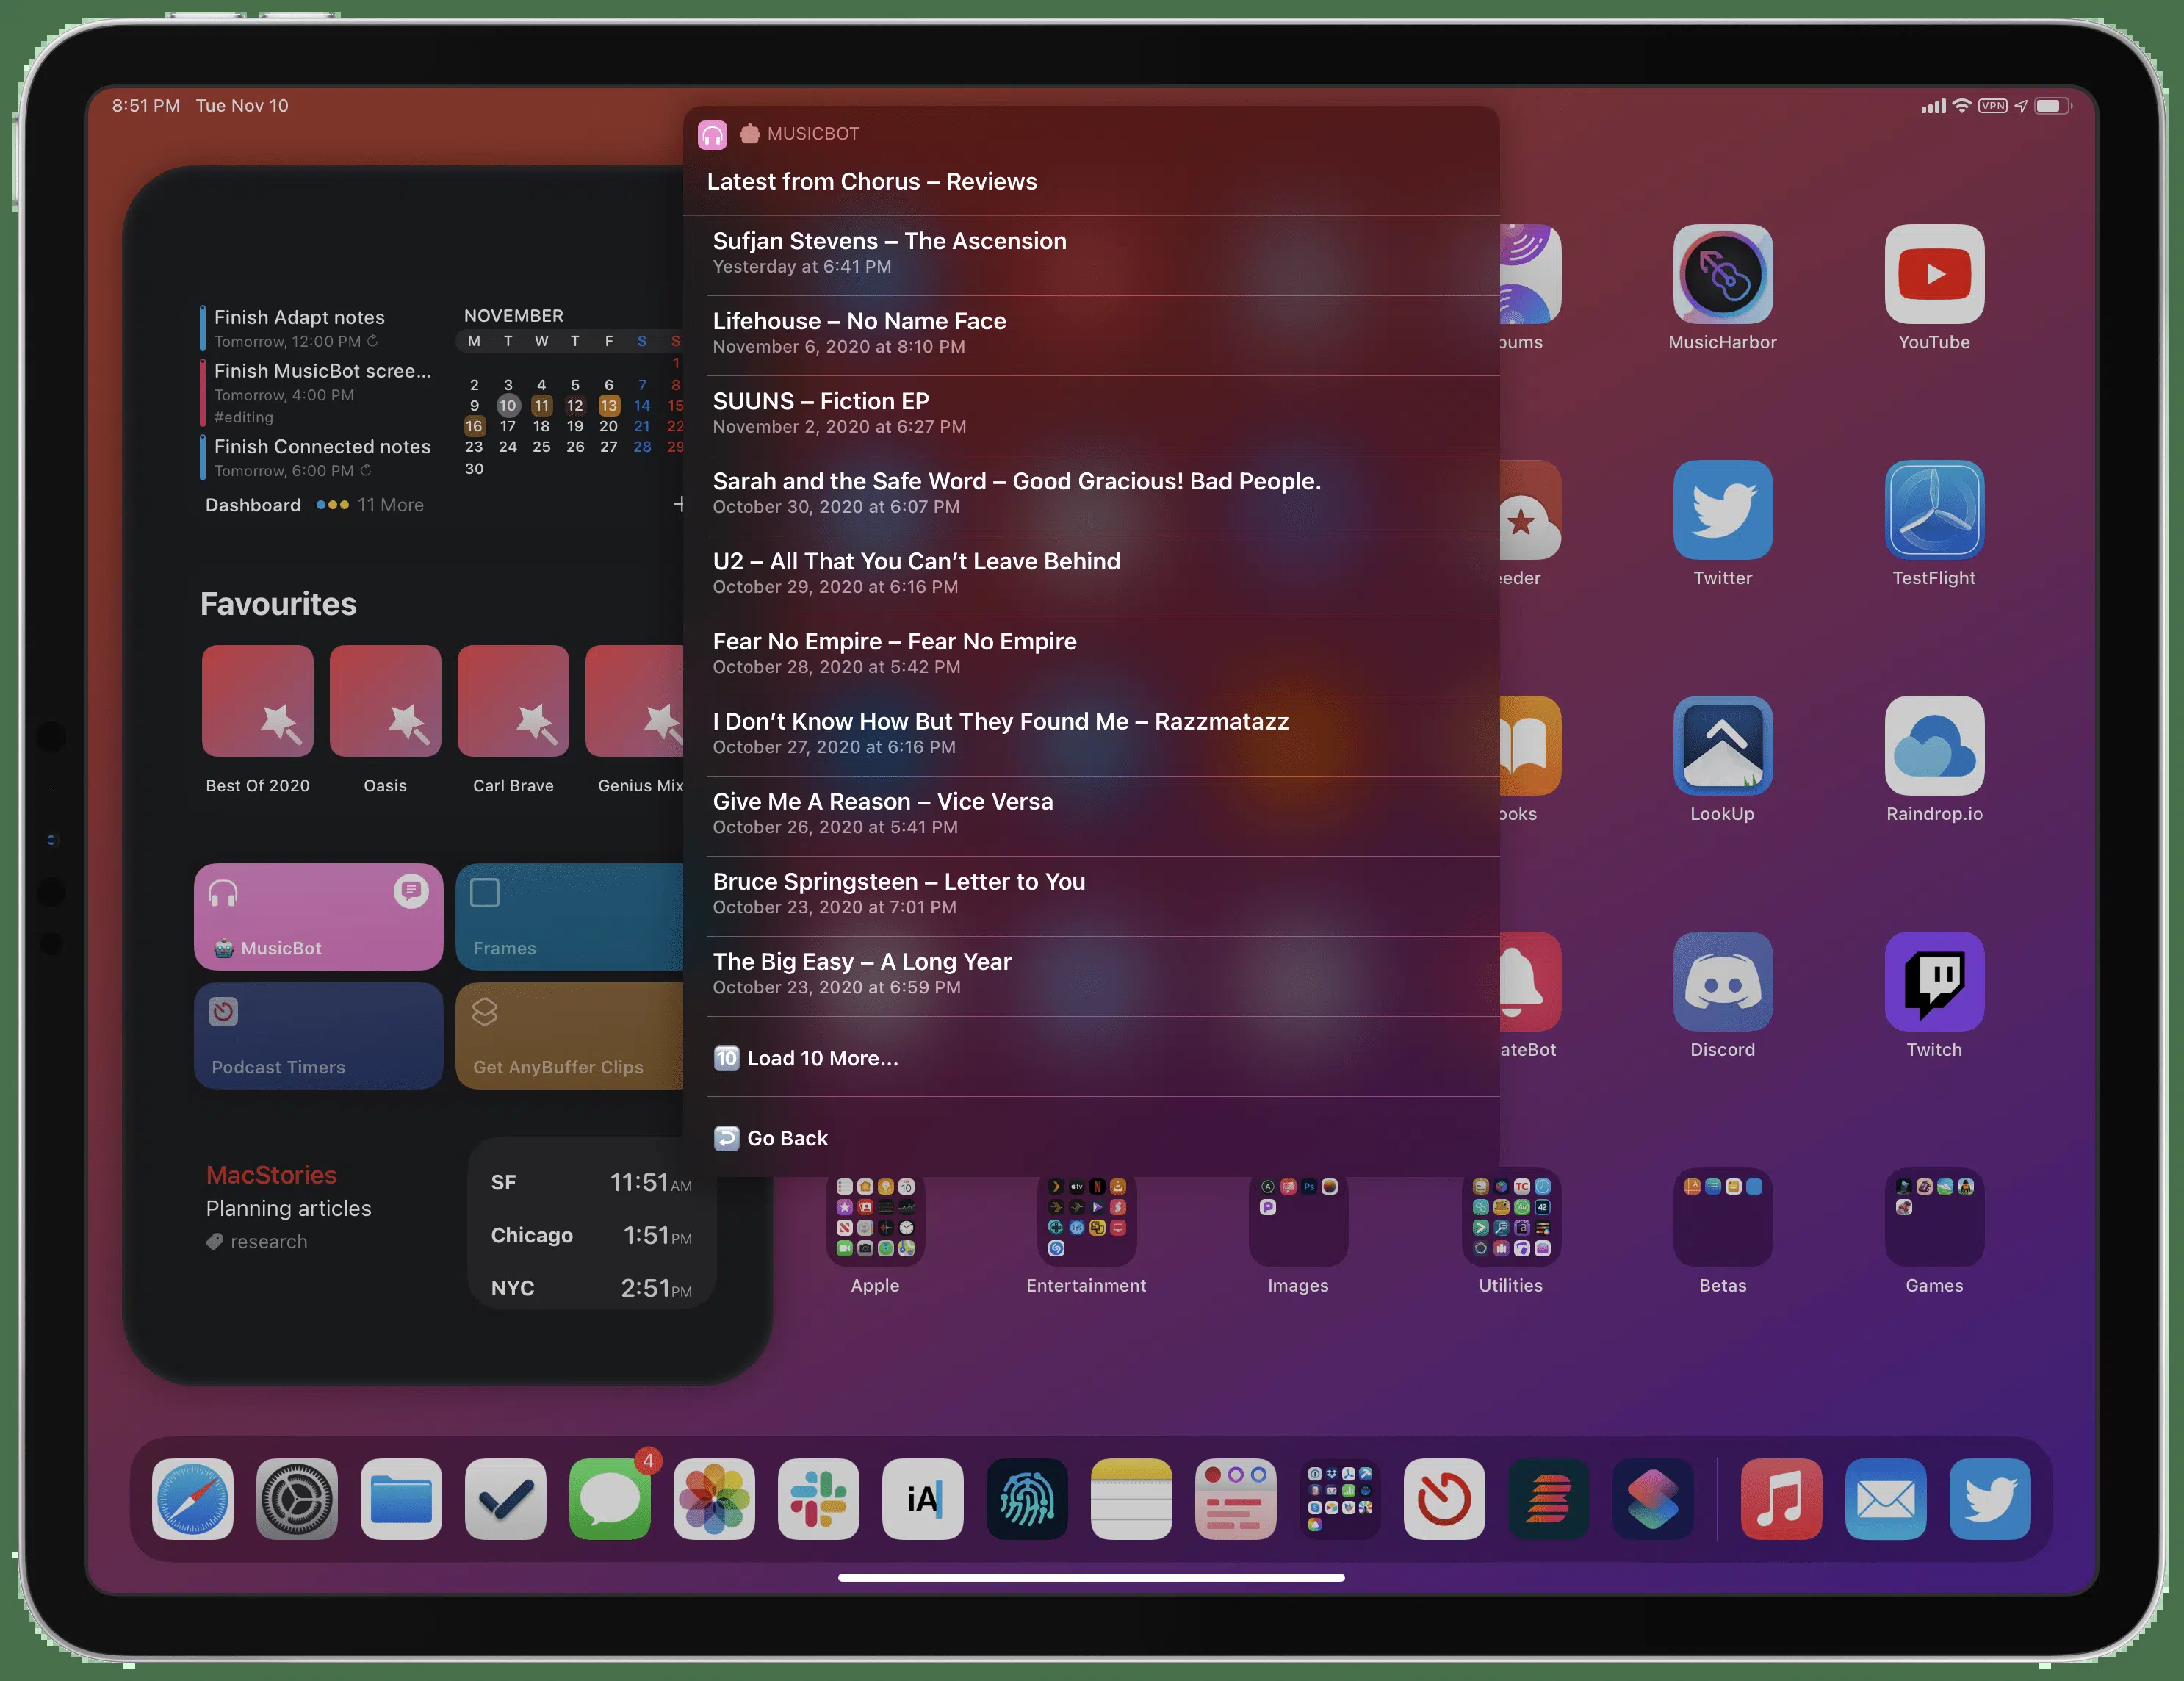 8:51 PM Tue Nov 10
VPN
MUSICBOT
Latest from Chorus – Reviews
Sufjan Stevens – The Ascension
Yesterday at 6:41 PM
Lifehouse – No Name Face
November 6, 2020 at 8:10 PM
SUUNS – Fiction EP
November 2, 2020 at 6:27 PM
Sarah and the Safe Word – Good Gracious! Bad People.
October 30, 2020 at 6:07 PM
U2 – All That You Can’t Leave Behind
October 29, 2020 at 6:16 PM
Fear No Empire – Fear No Empire
October 28, 2020 at 5:42 PM
I Don’t Know How But They Found Me – Razzmatazz
October 27, 2020 at 6:16 PM
Give Me A Reason – Vice Versa
October 26, 2020 at 5:41 PM
Bruce Springsteen – Letter to You
October 23, 2020 at 7:01 PM
The Big Easy – A Long Year
October 23, 2020 at 6:59 PM
10 Load 10 More...
Go Back
Finish Adapt notes
Tomorrow, 12:00 PM
Finish MusicBot scree...
Tomorrow, 4:00 PM
#editing
Finish Connected notes
Tomorrow, 6:00 PM
Dashboard 11 More
NOVEMBER
M T W T F S S
1
2 3 4 5 6 7 8
9 10 11 12 13 14 15
16 17 18 19 20 21 22
23 24 25 26 27 28 29
30
Favourites
Best Of 2020 Oasis Carl Brave Genius Mix
MusicBot Frames
Podcast Timers Get AnyBuffer Clips
MacStories
Planning articles
research
SF 11:51 AM
Chicago 1:51 PM
NYC 2:51 PM
bums MusicHarbor YouTube
eeder Twitter TestFlight
ooks LookUp Raindrop.io
ateBot Discord Twitch
Apple Entertainment Images Utilities Betas Games
4
iA